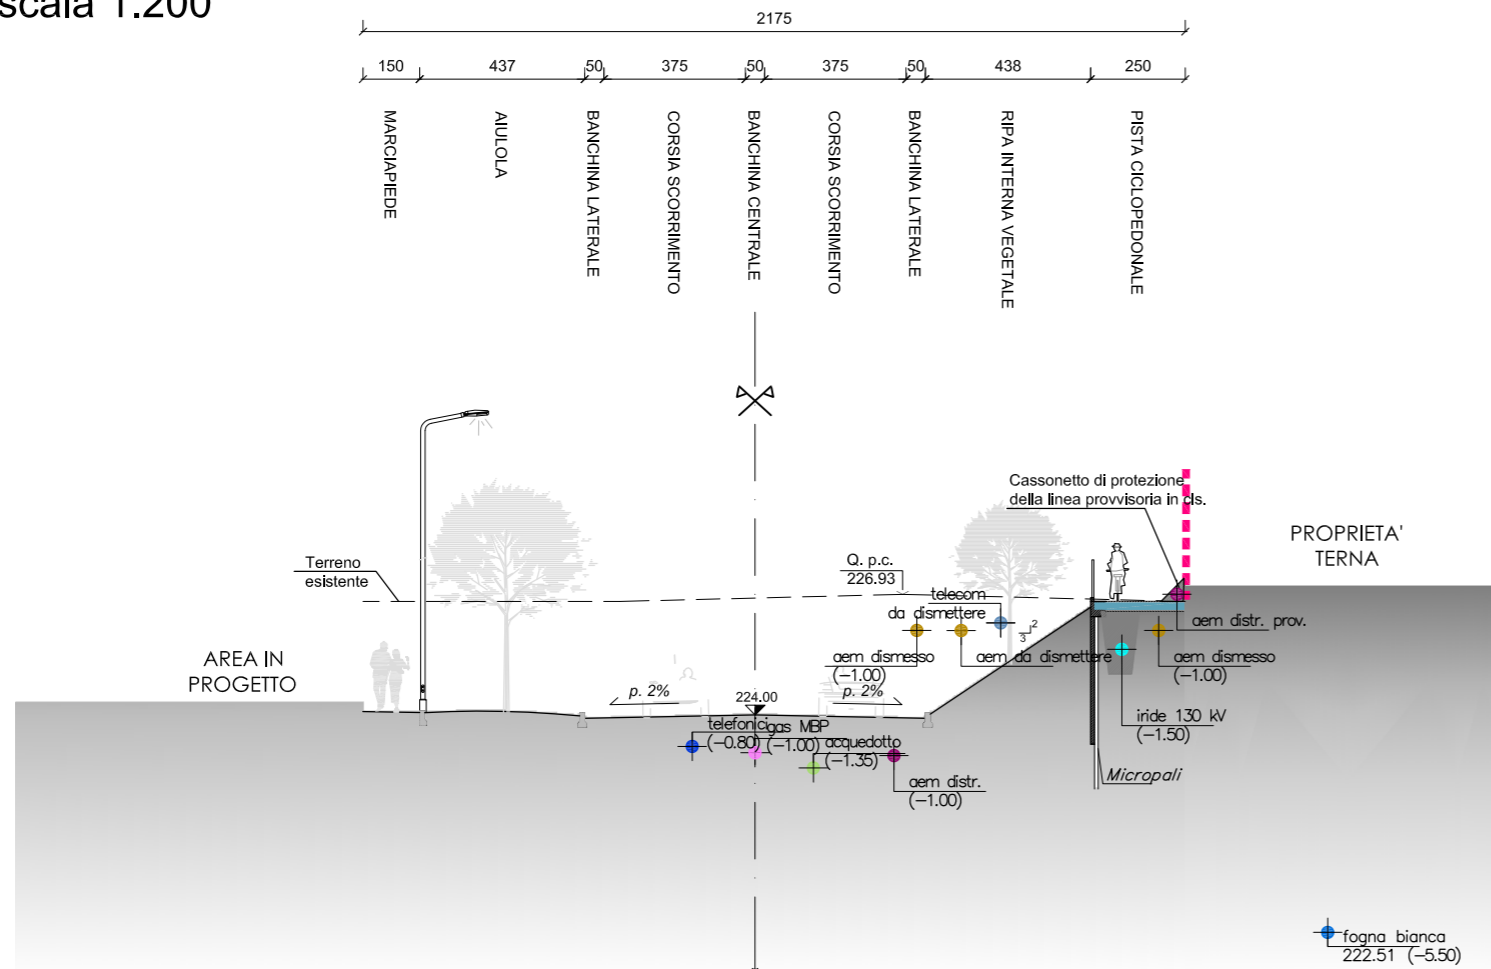 scala 1:200
2175
150 437 50 375 50 375 50 438 250
MARCIAPIEDE
AIULOLA
BANCHINA LATERALE
CORSIA SCORRIMENTO
BANCHINA CENTRALE
CORSIA SCORRIMENTO
BANCHINA LATERALE
RIPA INTERNA VEGETALE
PISTA CICLOPEDONALE
Cassonetto di protezione
della linea provvisoria in cls.
PROPRIETA'
TERNA
Terreno
esistente
Q. p.c.
226.93
telecom
da dismettere
2
3
aem distr. prov.
aem dismesso
(-1.00)
aem da dismettere
aem dismesso
(-1.00)
AREA IN
PROGETTO
p. 2%
224.00
p. 2%
iride 130 kV
(-1.50)
telefonici
(-0.80)
gas MBP
(-1.00)
acquedotto
(-1.35)
aem distr.
(-1.00)
Micropali
fogna bianca
222.51 (-5.50)